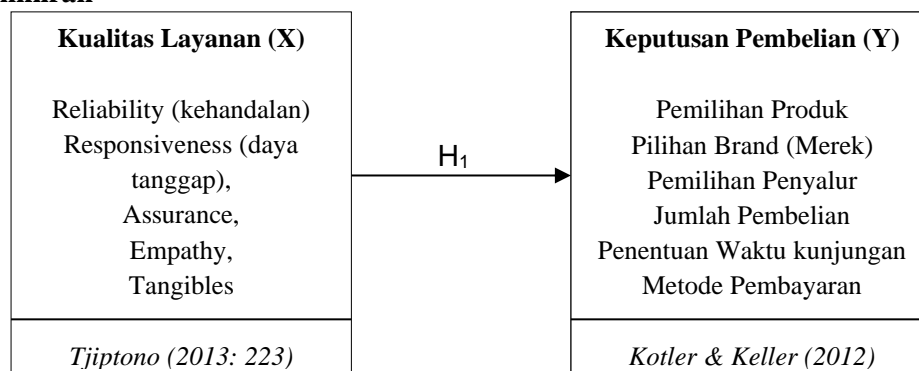 Kualitas Layanan (X)
Reliability (kehandalan)
Responsiveness (daya
tanggap),
Assurance,
Empathy,
Tangibles
Tjiptono (2013: 223)
H1
Keputusan Pembelian (Y)
Pemilihan Produk
Pilihan Brand (Merek)
Pemilihan Penyalur
Jumlah Pembelian
Penentuan Waktu kunjungan
Metode Pembayaran
Kotler & Keller (2012)